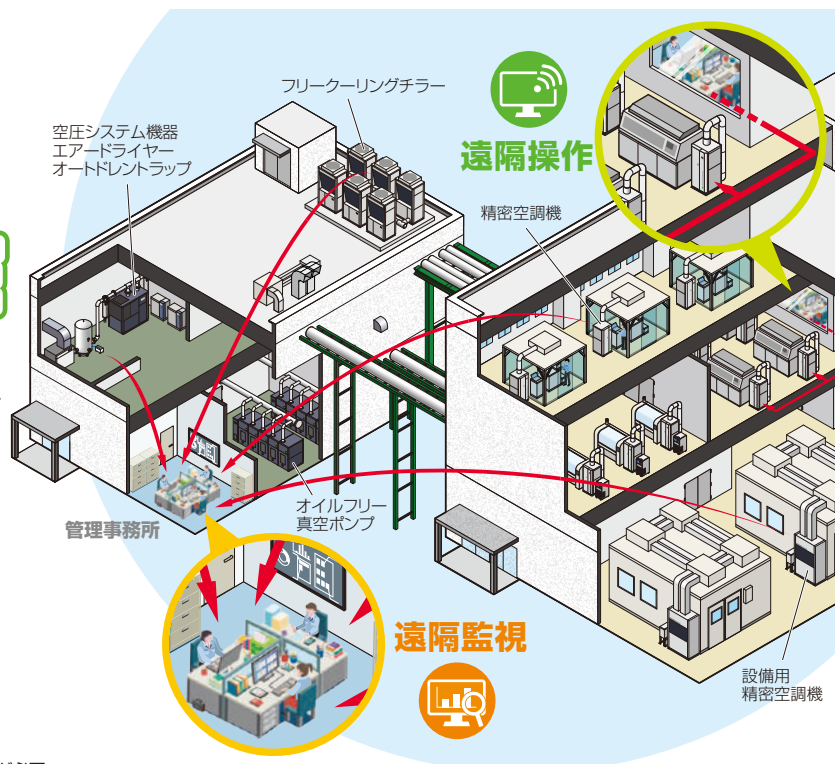 フリークーリングチラー
空圧システム機器
エアードライヤー
オートドレントラップ
遠隔操作
精密空調機
オイルフリー
真空ポンプ
管理事務所
遠隔監視
設備用
精密空調機